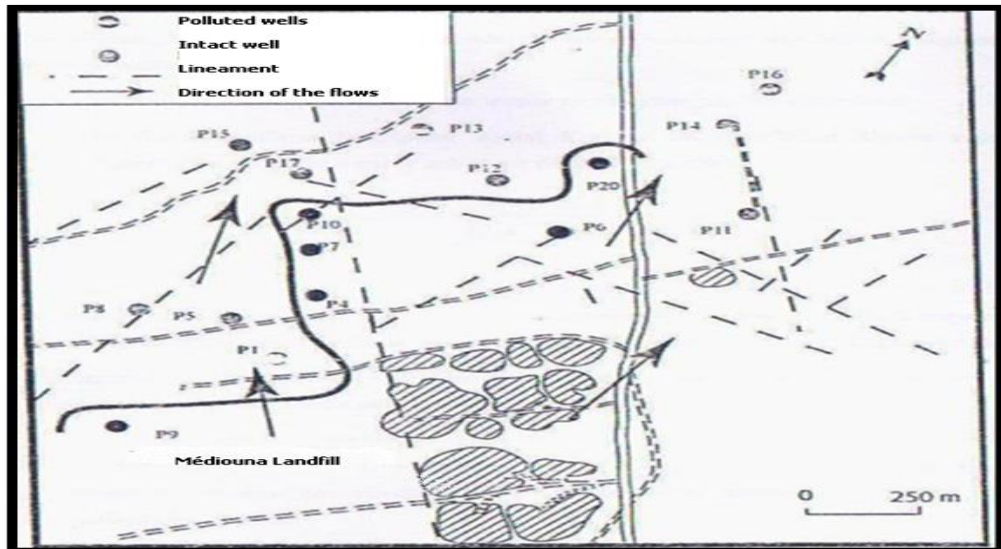 Polluted wells
Intact well
Lineament
Direction of the flows
N
P16
P15
P13
P14
P17
P12
P20
P10
P6
P11
P7
P8
P5
P4
P1
P9
Médiouna Landfill
0 250 m